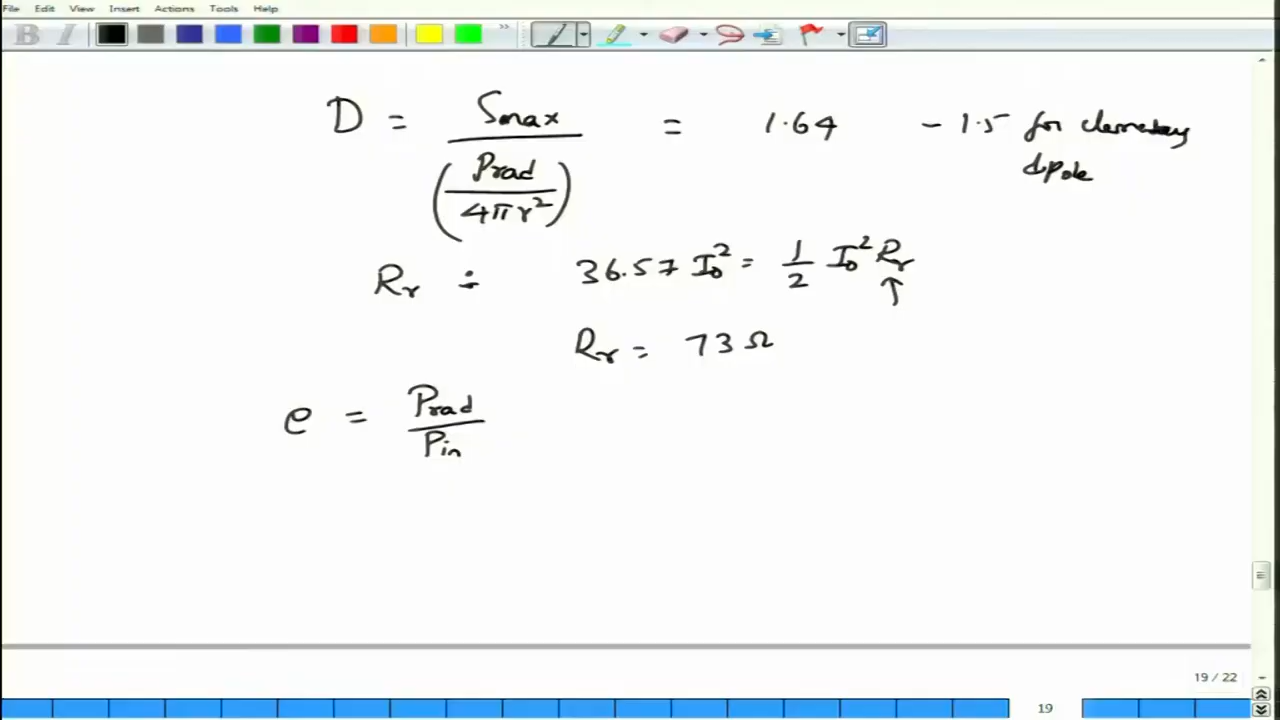 File Edit View Insert Actions Tools Help
B I
D = Smax / (Prad / 4πr²) = 1.64 - 1.5 for elementary
dipole
Rr ÷ 36.57 I₀² = 1/2 I₀² Rr
↑
Rr = 73 Ω
e = Prad / Pin
19 / 22
19